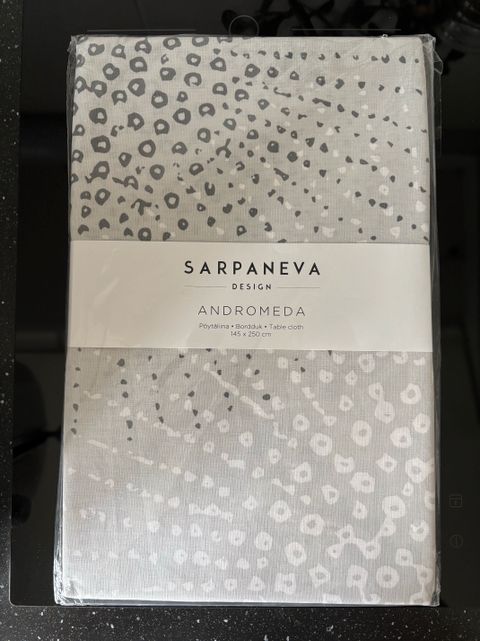 SARPANEVA
DESIGN
ANDROMEDA
Pöytäliina • Bordduk • Table cloth
145 x 250 cm